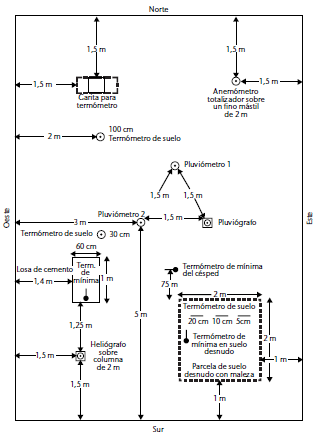 Norte
1,5 m
1,5 m
1,5 m
1,5 m
Carita para
termómetro
Anemómetro
totalizador sobre
un fino mástil
de 2 m
2 m
100 cm
Termómetro de suelo
Pluviómetro 1
1,5 m
1,5 m
Oeste
Este
3 m
Pluviómetro 2
1,5 m
Pluviógrafo
Termómetro de suelo
30 cm
60 cm
Losa de cemento
Term.
de
mínima
1 m
1,4 m
Termómetro de mínima
del césped
75 m
2 m
Termómetro de suelo
20 cm 10 cm 5cm
Termómetro de
mínima en suelo
desnudo
Parcela de suelo
desnudo con maleza
2 m
1 m
1 m
1,25 m
5 m
1,5 m
Heliógrafo
sobre
columna
de 2 m
1,5 m
Sur